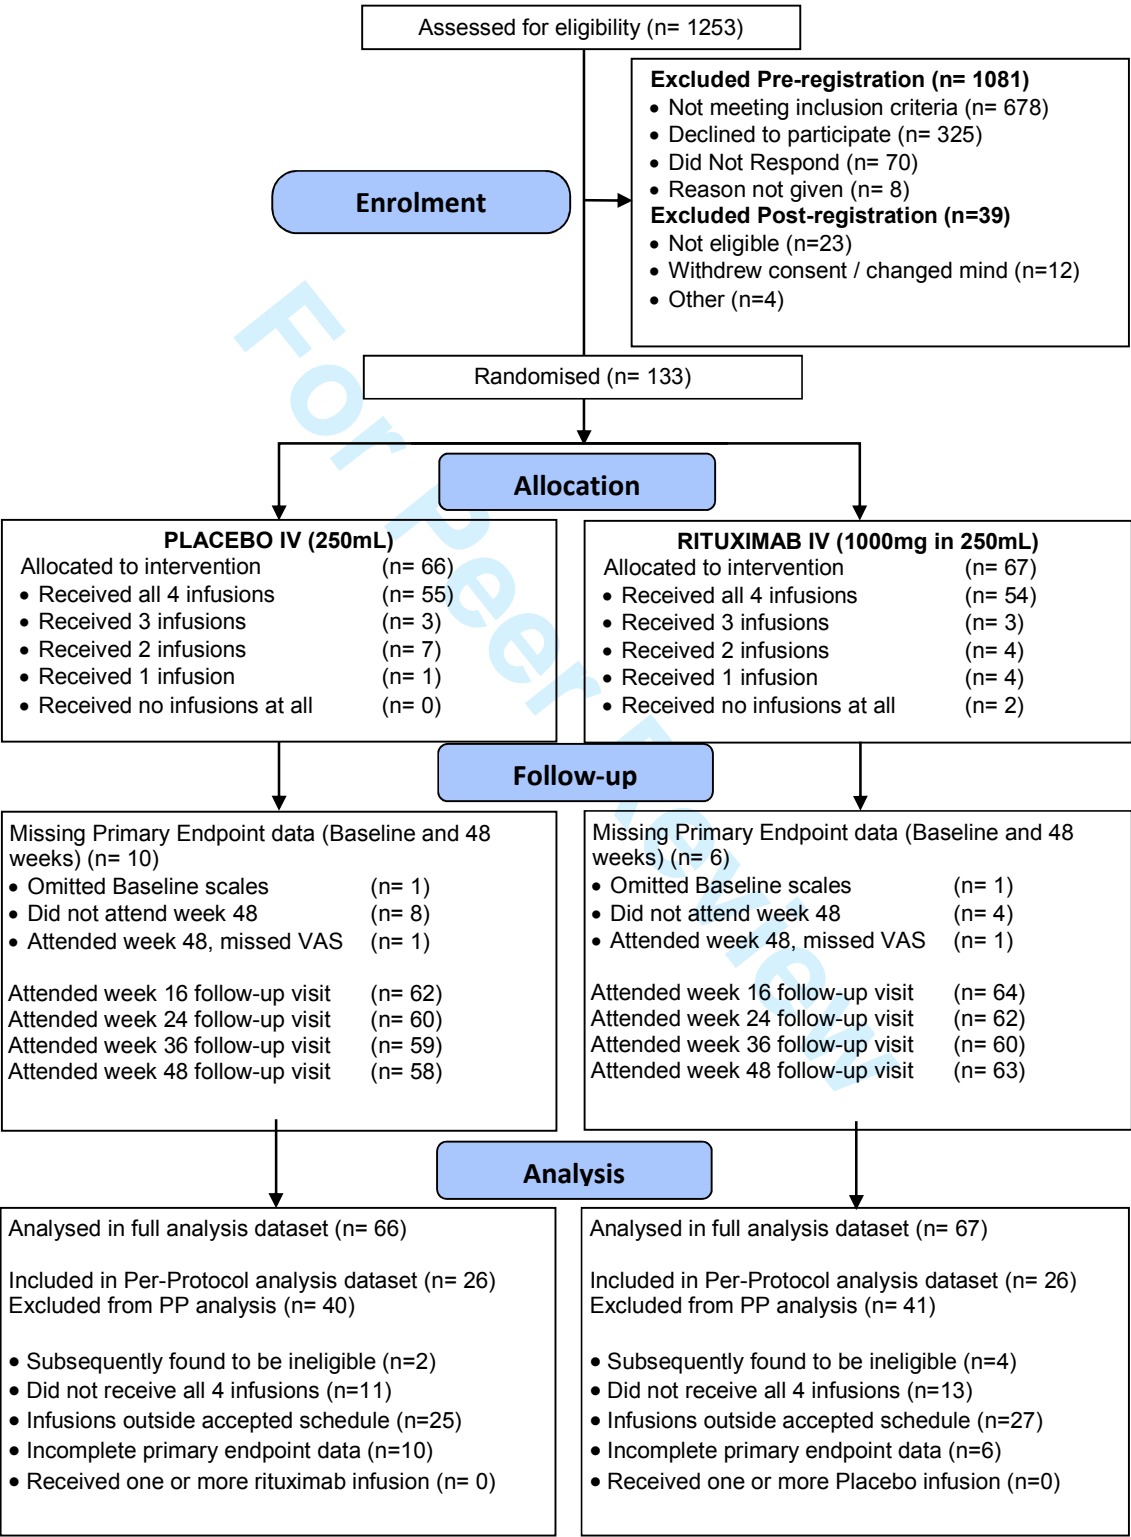 Assessed for eligibility (n= 1253)
Excluded Pre-registration (n= 1081)
• Not meeting inclusion criteria (n= 678)
• Declined to participate (n= 325)
• Did Not Respond (n= 70)
• Reason not given (n= 8)
Excluded Post-registration (n=39)
• Not eligible (n=23)
• Withdrew consent / changed mind (n=12)
• Other (n=4)
Enrolment
Randomised (n= 133)
Allocation
PLACEBO IV (250mL)
Allocated to intervention (n= 66)
• Received all 4 infusions (n= 55)
• Received 3 infusions (n= 3)
• Received 2 infusions (n= 7)
• Received 1 infusion (n= 1)
• Received no infusions at all (n= 0)
RITUXIMAB IV (1000mg in 250mL)
Allocated to intervention (n= 67)
• Received all 4 infusions (n= 54)
• Received 3 infusions (n= 3)
• Received 2 infusions (n= 4)
• Received 1 infusion (n= 4)
• Received no infusions at all (n= 2)
Follow-up
Missing Primary Endpoint data (Baseline and 48
weeks) (n= 10)
• Omitted Baseline scales (n= 1)
• Did not attend week 48 (n= 8)
• Attended week 48, missed VAS (n= 1)
Attended week 16 follow-up visit (n= 62)
Attended week 24 follow-up visit (n= 60)
Attended week 36 follow-up visit (n= 59)
Attended week 48 follow-up visit (n= 58)
Missing Primary Endpoint data (Baseline and 48
weeks) (n= 6)
• Omitted Baseline scales (n= 1)
• Did not attend week 48 (n= 4)
• Attended week 48, missed VAS (n= 1)
Attended week 16 follow-up visit (n= 64)
Attended week 24 follow-up visit (n= 62)
Attended week 36 follow-up visit (n= 60)
Attended week 48 follow-up visit (n= 63)
Analysis
Analysed in full analysis dataset (n= 66)
Included in Per-Protocol analysis dataset (n= 26)
Excluded from PP analysis (n= 40)
• Subsequently found to be ineligible (n=2)
• Did not receive all 4 infusions (n=11)
• Infusions outside accepted schedule (n=25)
• Incomplete primary endpoint data (n=10)
• Received one or more rituximab infusion (n= 0)
Analysed in full analysis dataset (n= 67)
Included in Per-Protocol analysis dataset (n= 26)
Excluded from PP analysis (n= 41)
• Subsequently found to be ineligible (n=4)
• Did not receive all 4 infusions (n=13)
• Infusions outside accepted schedule (n=27)
• Incomplete primary endpoint data (n=6)
• Received one or more Placebo infusion (n=0)
For Peer Review